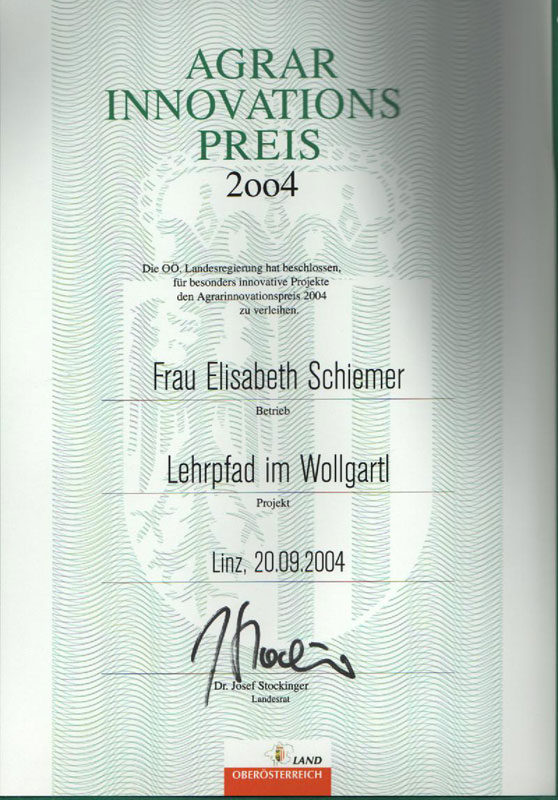 AGRAR
INNOVATIONS
PREIS
2004
Die OÖ. Landesregierung hat beschlossen,
für besonders innovative Projekte
den Agrarinnovationspreis 2004
zu verleihen.
Frau Elisabeth Schiemer
Betrieb
Lehrpfad im Wollgartl
Projekt
Linz, 20.09.2004
Dr. Josef Stockinger
Landesrat
LAND
OBERÖSTERREICH